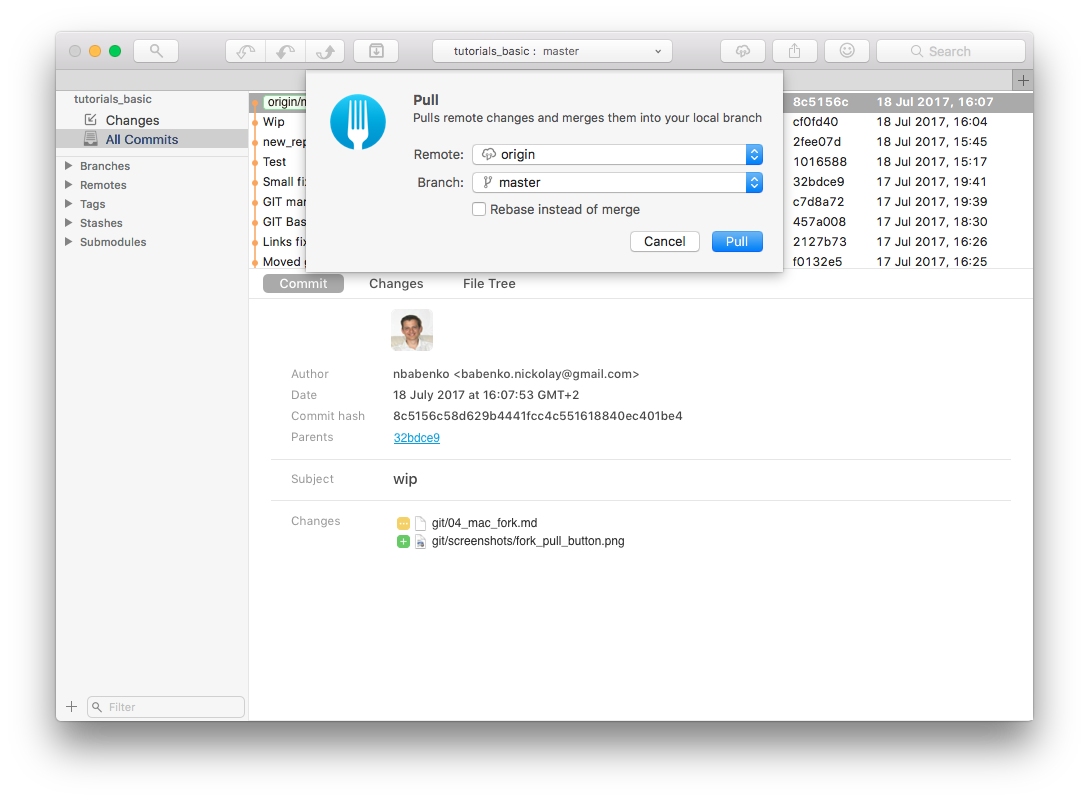 tutorials_basic : master
Search
tutorials_basic
Changes
All Commits
Branches
Remotes
Tags
Stashes
Submodules
Filter
Pull
Pulls remote changes and merges them into your local branch
Remote: origin
Branch: master
Rebase instead of merge
Cancel Pull
8c5156c 18 Jul 2017, 16:07
Wip cf0fd40 18 Jul 2017, 16:04
2fee07d 18 Jul 2017, 15:45
Test 1016588 18 Jul 2017, 15:17
Small 32bdce9 17 Jul 2017, 19:41
GIT c7d8a72 17 Jul 2017, 19:39
GIT 457a008 17 Jul 2017, 18:30
Links 2127b73 17 Jul 2017, 16:26
Moved f0132e5 17 Jul 2017, 16:25
Commit Changes File Tree
Author nbabenko <babenko.nickolay@gmail.com>
Date 18 July 2017 at 16:07:53 GMT+2
Commit hash 8c5156c58d629b4441fcc4c551618840ec401be4
Parents 32bdce9
Subject wip
Changes git/04_mac_fork.md
git/screenshots/fork_pull_button.png